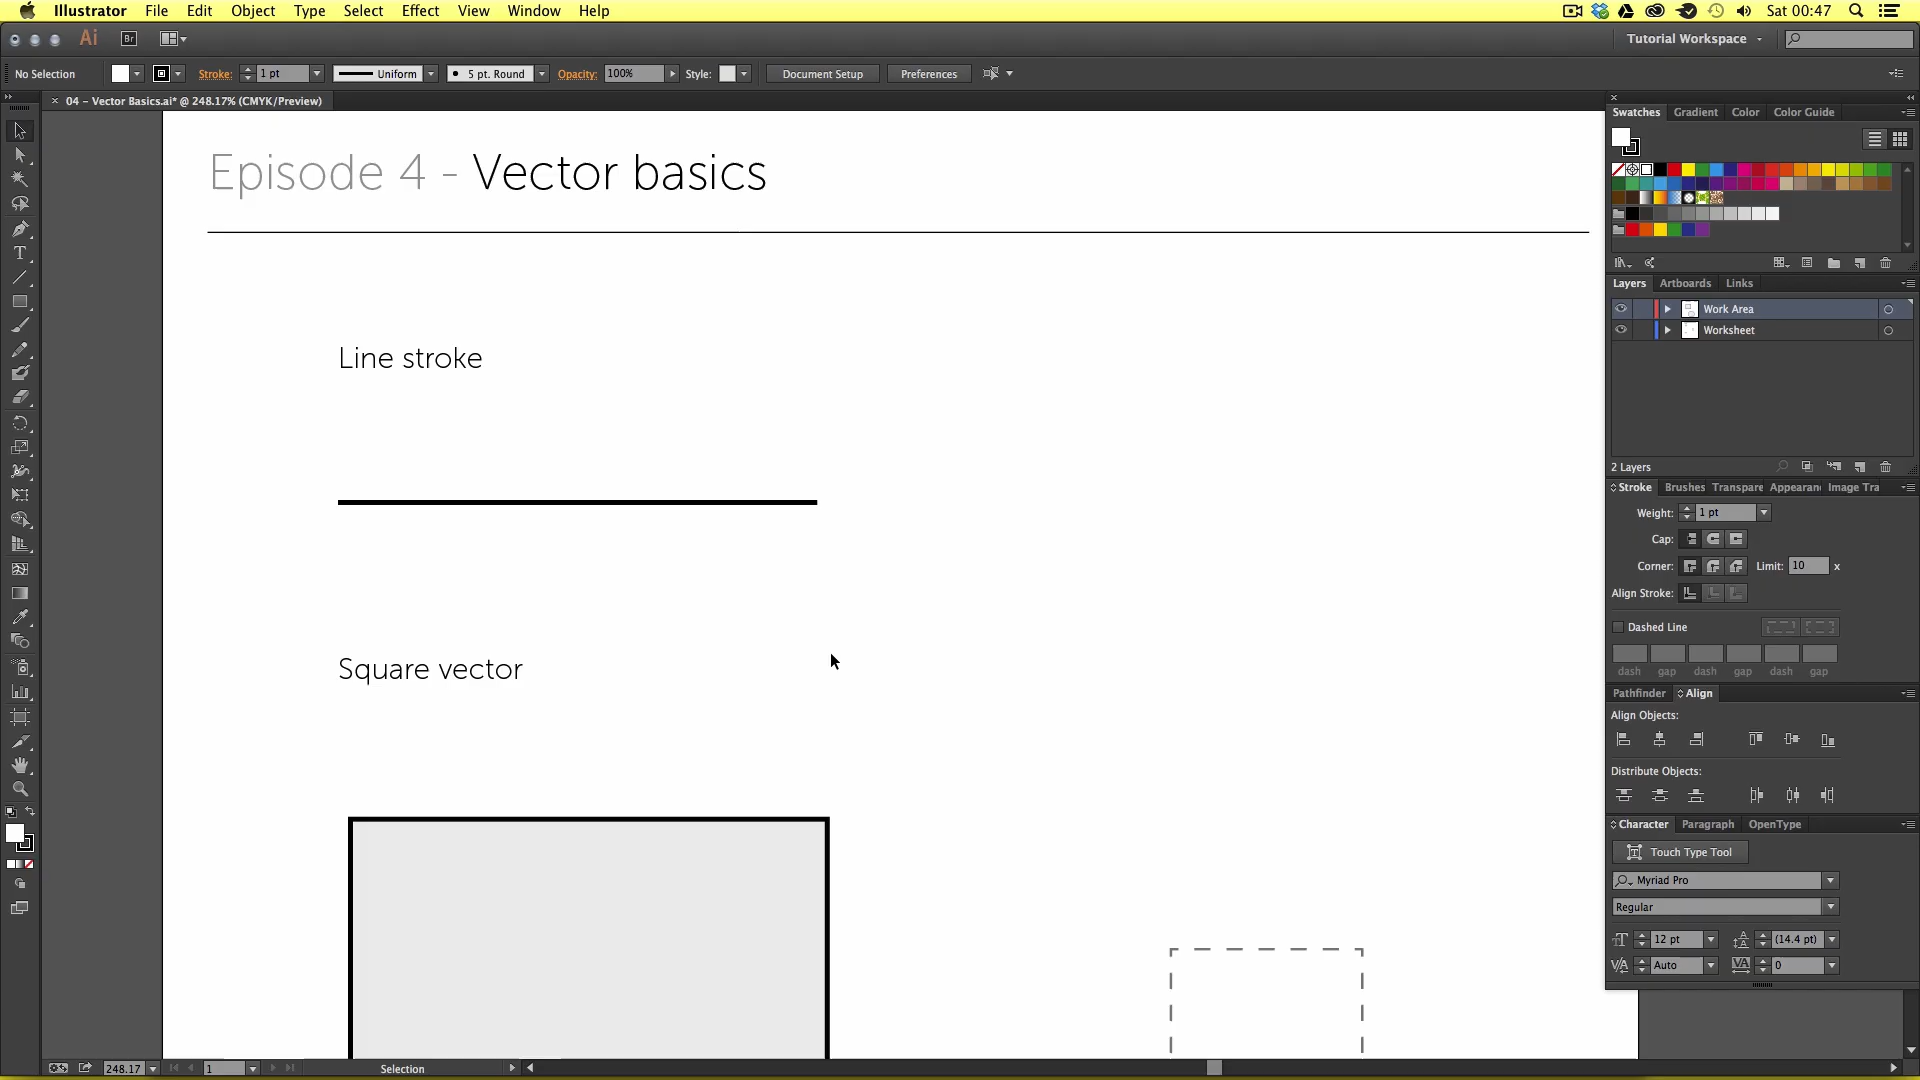 Illustrator File Edit Object Type Select Effect View Window Help Sat 00:47
Ai Br Tutorial Workspace
No Selection Stroke: 1 pt Uniform 5 pt. Round Opacity: 100% Style: Document Setup Preferences
04 - Vector Basics.ai* @ 248.17% (CMYK/Preview)
Episode 4 - Vector basics
Line stroke
Square vector
Swatches Gradient Color Color Guide
Layers Artboards Links
Work Area
Worksheet
2 Layers
Stroke Brushes Transpare Appearan Image Tra
Weight: 1 pt
Cap:
Corner: Limit: 10 x
Align Stroke:
Dashed Line
dash gap dash gap dash gap
Pathfinder Align
Align Objects:
Distribute Objects:
Character Paragraph OpenType
Touch Type Tool
Myriad Pro
Regular
12 pt (14.4 pt)
Auto 0
248.17 1 Selection